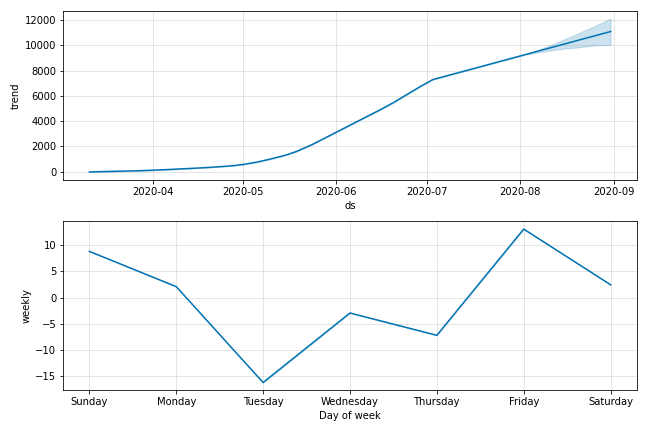 12000
10000
8000
6000
4000
2000
0
trend
2020-04 2020-05 2020-06 2020-07 2020-08 2020-09
ds
10
5
0
−5
−10
−15
weekly
Sunday Monday Tuesday Wednesday Thursday Friday Saturday
Day of week